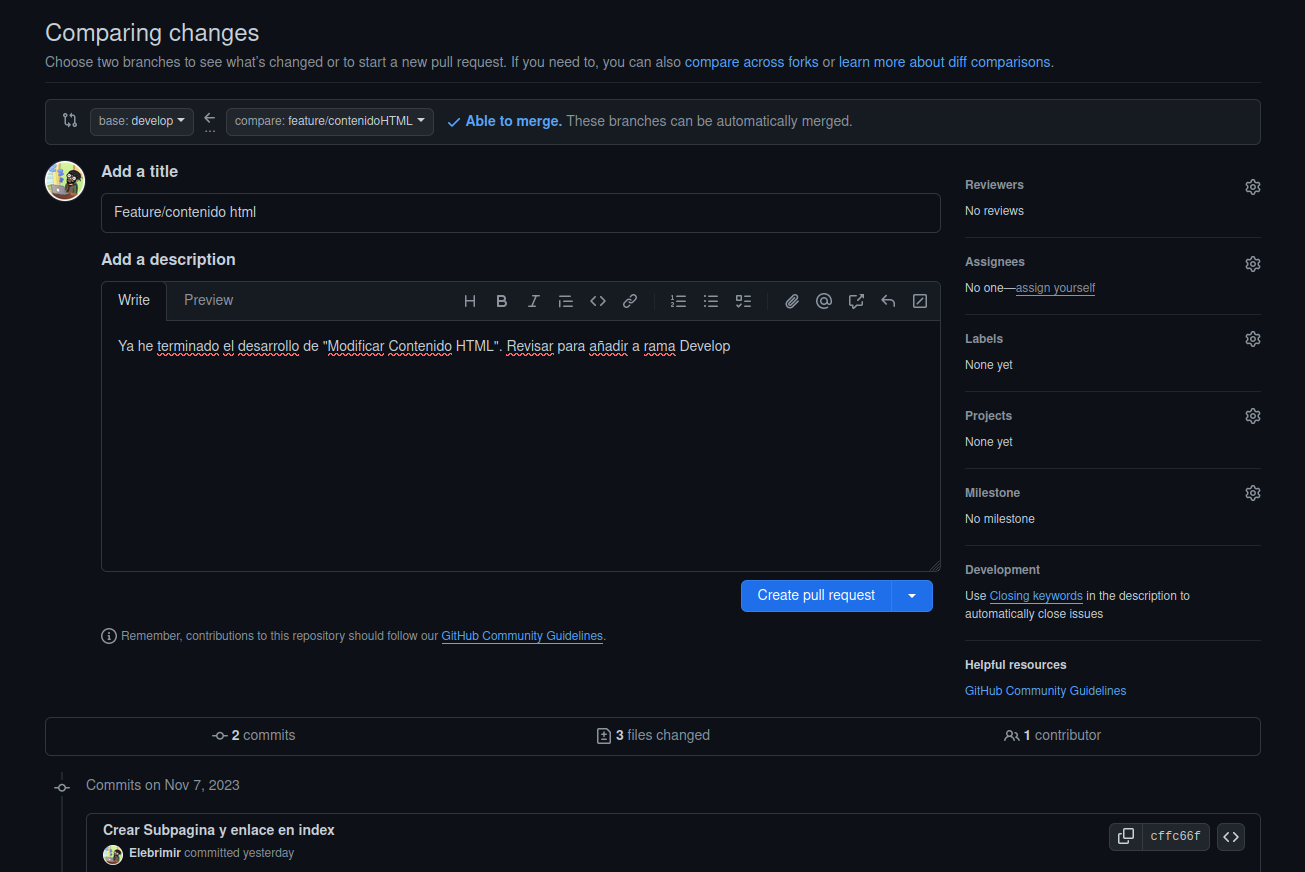 Comparing changes
Choose two branches to see what's changed or to start a new pull request. If you need to, you can also compare across forks or learn more about diff comparisons.
base: develop ... compare: feature/contenidoHTML Able to merge. These branches can be automatically merged.
Add a title
Feature/contenido html
Add a description
Write Preview
Ya he terminado el desarrollo de "Modificar Contenido HTML". Revisar para añadir a rama Develop
Create pull request
Remember, contributions to this repository should follow our GitHub Community Guidelines.
Reviewers
No reviews
Assignees
No one—assign yourself
Labels
None yet
Projects
None yet
Milestone
No milestone
Development
Use Closing keywords in the description to
automatically close issues
Helpful resources
GitHub Community Guidelines
2 commits 3 files changed 1 contributor
Commits on Nov 7, 2023
Crear Subpagina y enlace en index
Elebrimir committed yesterday
cffc66f